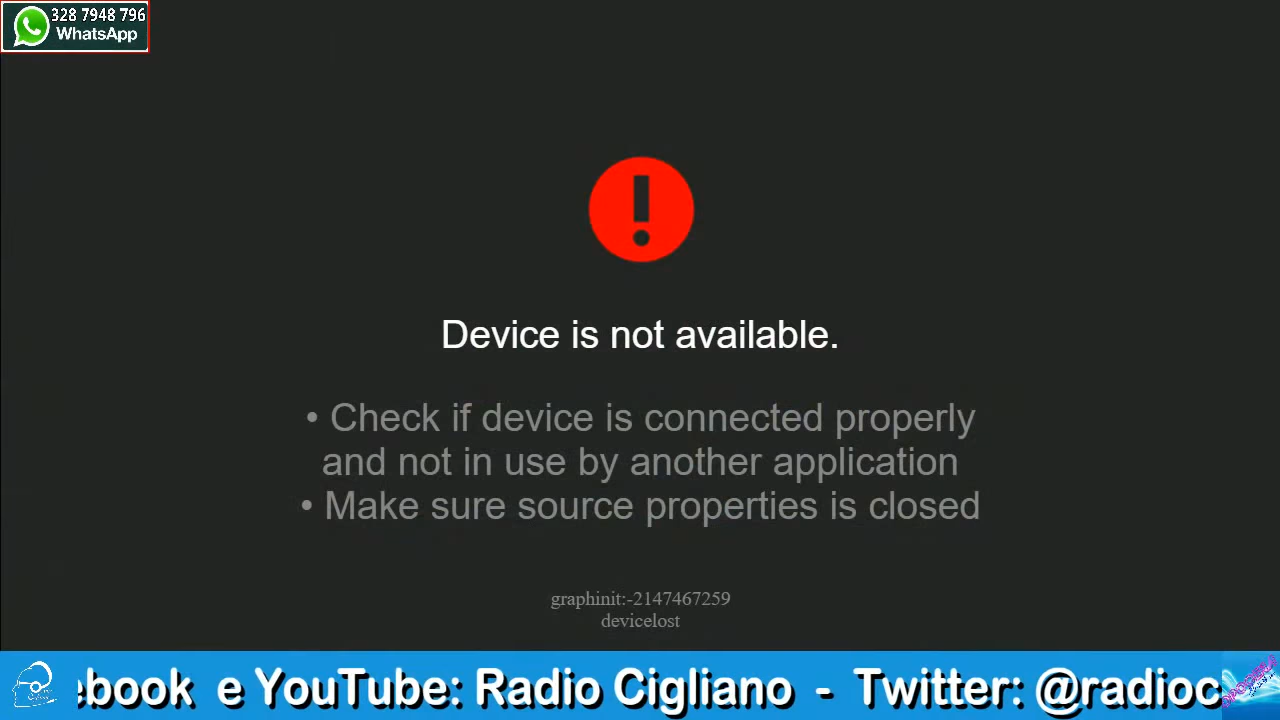 328 7948 796
WhatsApp
Device is not available.
• Check if device is connected properly
and not in use by another application
• Make sure source properties is closed
graphinit:-2147467259
devicelost
ebook e YouTube: Radio Cigliano - Twitter: @radioc